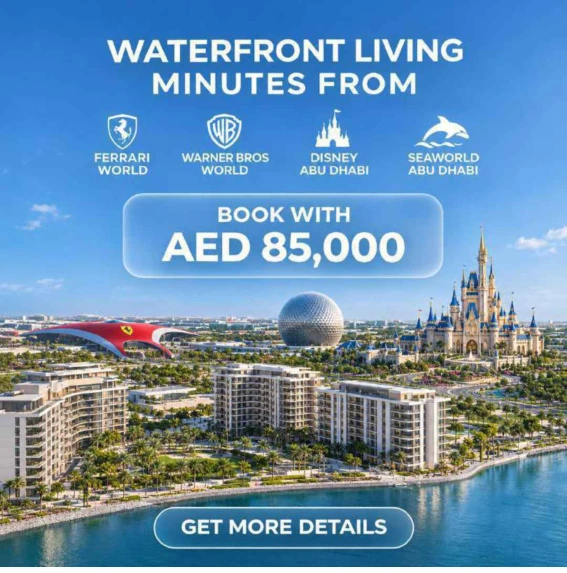 WATERFRONT LIVING
MINUTES FROM
WB
FERRARI
WORLD
WARNER BROS
WORLD
DISNEY
ABU DHABI
SEAWORLD
ABU DHABI
BOOK WITH
AED 85,000
GET MORE DETAILS